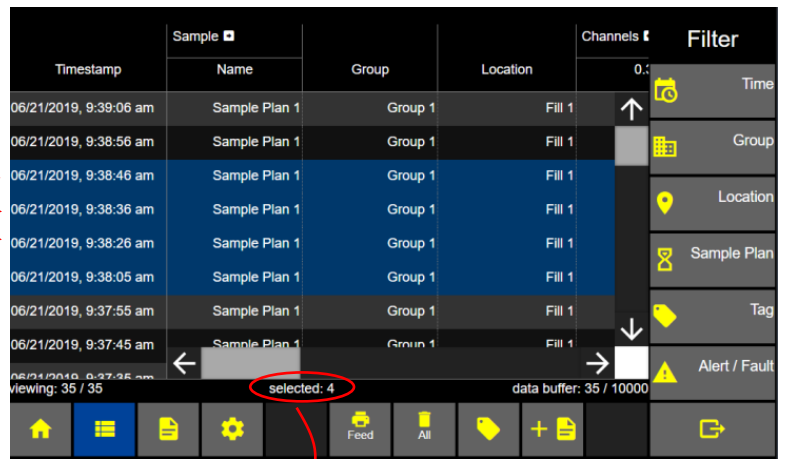 Sample Channels Filter
Timestamp Name Group Location 0.3
06/21/2019, 9:39:06 am Sample Plan 1 Group 1 Fill 1
06/21/2019, 9:38:56 am Sample Plan 1 Group 1 Fill 1
06/21/2019, 9:38:46 am Sample Plan 1 Group 1 Fill 1
06/21/2019, 9:38:36 am Sample Plan 1 Group 1 Fill 1
06/21/2019, 9:38:26 am Sample Plan 1 Group 1 Fill 1
06/21/2019, 9:38:05 am Sample Plan 1 Group 1 Fill 1
06/21/2019, 9:37:55 am Sample Plan 1 Group 1 Fill 1
06/21/2019, 9:37:45 am Sample Plan 1 Group 1 Fill 1
06/21/2019, 9:37:35 am
viewing: 35 / 35 selected: 4 data buffer: 35 / 10000
Time
Group
Location
Sample Plan
Tag
Alert / Fault
Feed All